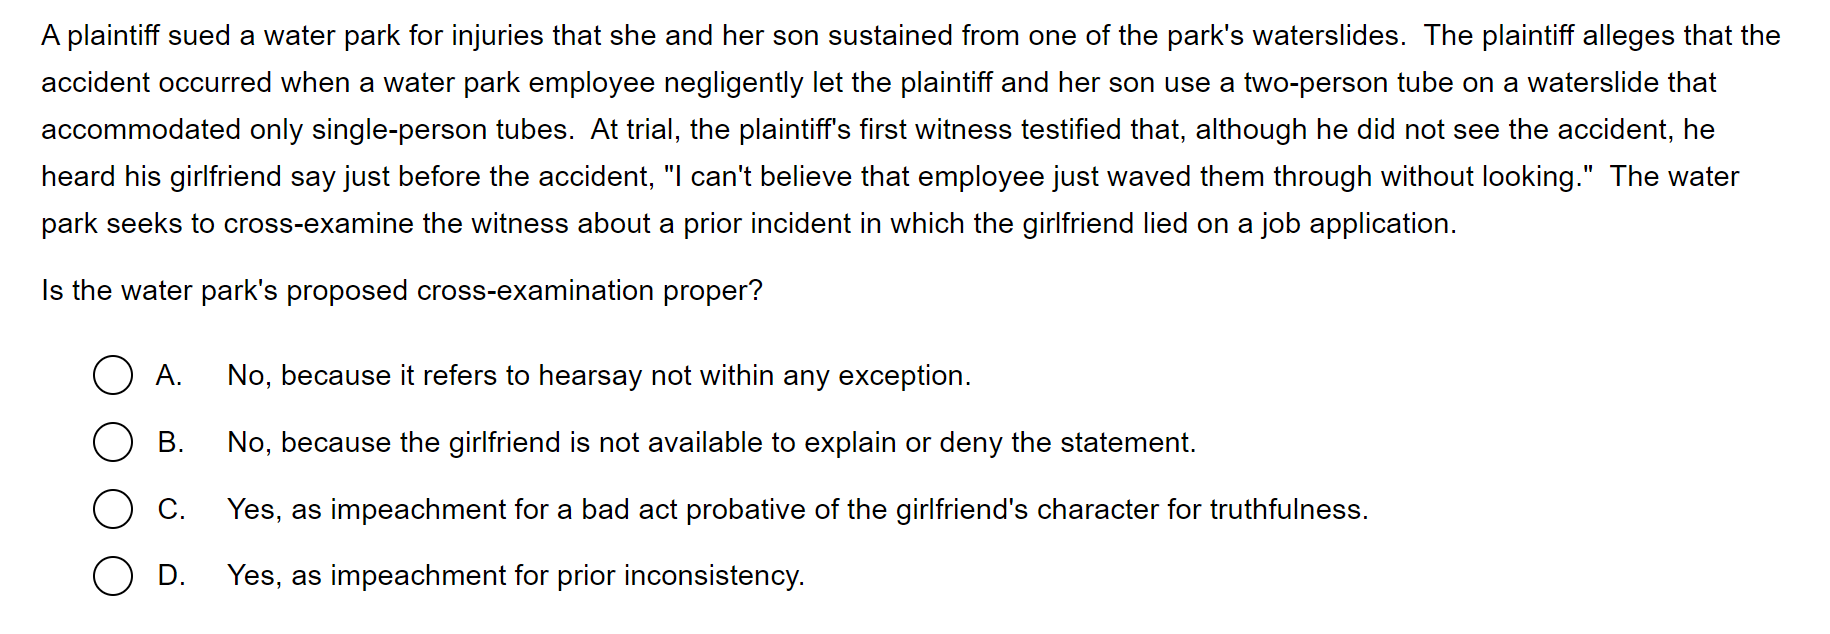 A plaintiff sued a water park for injuries that she and her son sustained from one of the park's waterslides.  The plaintiff alleges that the
accident occurred when a water park employee negligently let the plaintiff and her son use a two-person tube on a waterslide that
accommodated only single-person tubes.  At trial, the plaintiff's first witness testified that, although he did not see the accident, he
heard his girlfriend say just before the accident, "I can't believe that employee just waved them through without looking."  The water
park seeks to cross-examine the witness about a prior incident in which the girlfriend lied on a job application.
Is the water park's proposed cross-examination proper?
A. No, because it refers to hearsay not within any exception.
B. No, because the girlfriend is not available to explain or deny the statement.
C. Yes, as impeachment for a bad act probative of the girlfriend's character for truthfulness.
D. Yes, as impeachment for prior inconsistency.